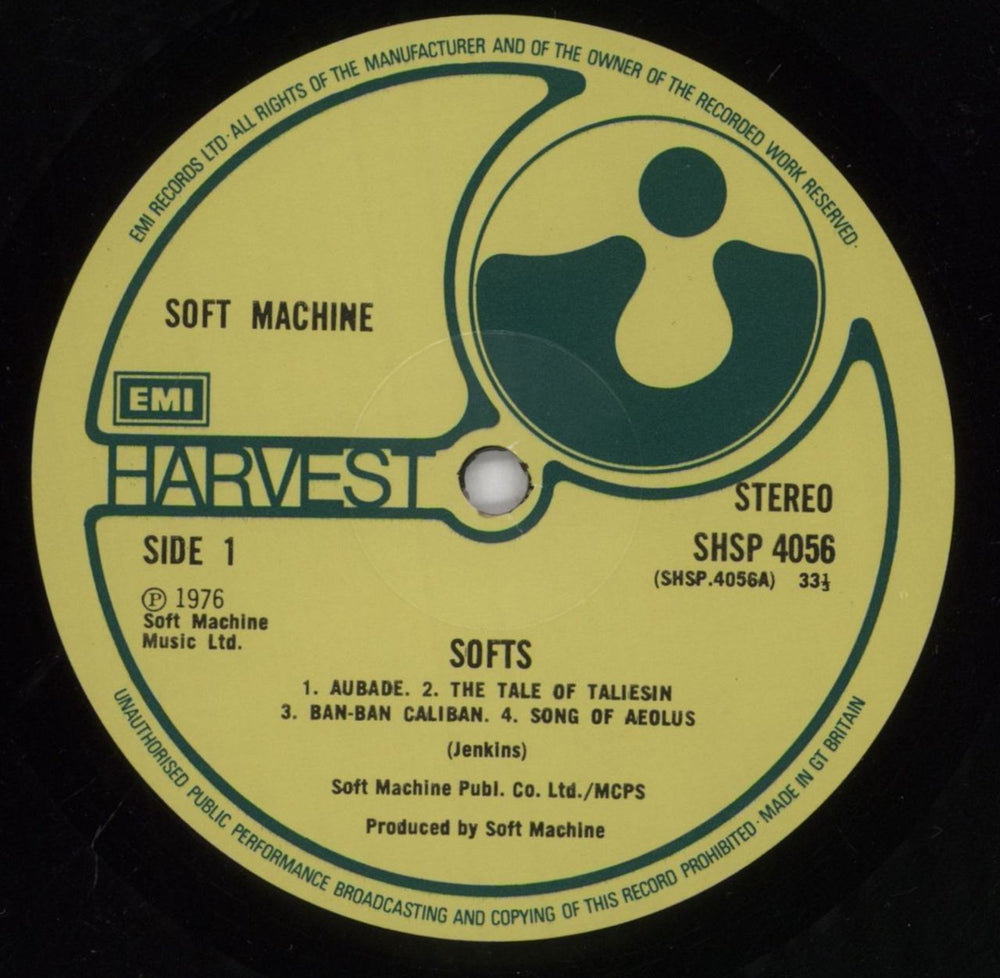 EMI RECORDS LTD · ALL RIGHTS OF THE MANUFACTURER AND OF THE OWNER OF THE RECORDED WORK RESERVED ·
SOFT MACHINE
EMI
HARVEST
STEREO
SIDE 1
SHSP 4056
(SHSP.4056A) 33⅓
Ⓟ 1976
Soft Machine
Music Ltd.
SOFTS
1. AUBADE. 2. THE TALE OF TALIESIN
3. BAN-BAN CALIBAN. 4. SONG OF AEOLUS
(Jenkins)
Soft Machine Publ. Co. Ltd./MCPS
Produced by Soft Machine
UNAUTHORISED PUBLIC PERFORMANCE BROADCASTING AND COPYING OF THIS RECORD PROHIBITED · MADE IN GT BRITAIN